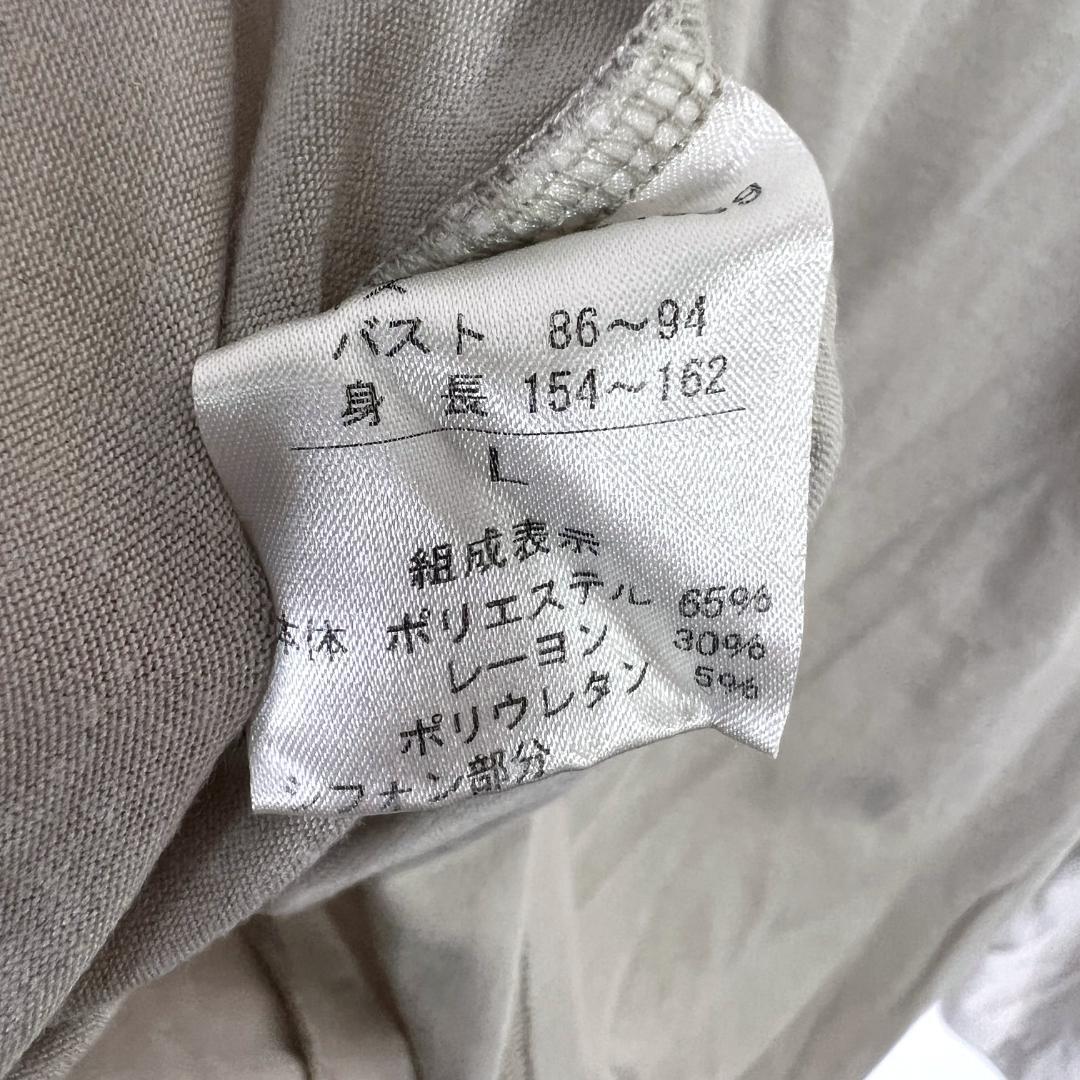 バスト 86～94
身 長 154～162
L
組成表示
本体 ポリエステル 65%
レーヨン 30%
ポリウレタン 5%
シフォン部分